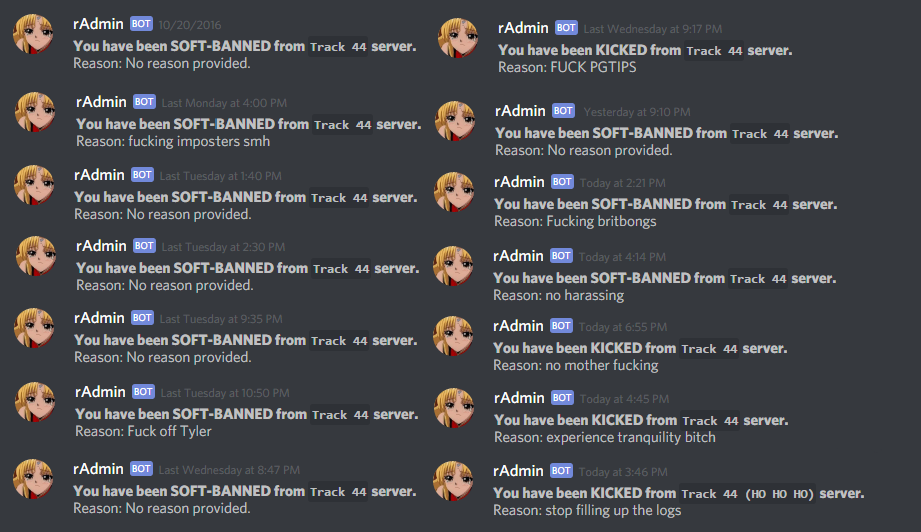 rAdmin BOT 10/20/2016
You have been SOFT-BANNED from Track 44 server.
Reason: No reason provided.
rAdmin BOT Last Monday at 4:00 PM
You have been SOFT-BANNED from Track 44 server.
Reason: fucking imposters smh
rAdmin BOT Last Tuesday at 1:40 PM
You have been SOFT-BANNED from Track 44 server.
Reason: No reason provided.
rAdmin BOT Last Tuesday at 2:30 PM
You have been SOFT-BANNED from Track 44 server.
Reason: No reason provided.
rAdmin BOT Last Tuesday at 9:35 PM
You have been SOFT-BANNED from Track 44 server.
Reason: No reason provided.
rAdmin BOT Last Tuesday at 10:50 PM
You have been SOFT-BANNED from Track 44 server.
Reason: Fuck off Tyler
rAdmin BOT Last Wednesday at 8:47 PM
You have been SOFT-BANNED from Track 44 server.
Reason: No reason provided.
rAdmin BOT Last Wednesday at 9:17 PM
You have been KICKED from Track 44 server.
Reason: FUCK PGTIPS
rAdmin BOT Yesterday at 9:10 PM
You have been SOFT-BANNED from Track 44 server.
Reason: No reason provided.
rAdmin BOT Today at 2:21 PM
You have been SOFT-BANNED from Track 44 server.
Reason: Fucking britbongs
rAdmin BOT Today at 4:14 PM
You have been SOFT-BANNED from Track 44 server.
Reason: no harassing
rAdmin BOT Today at 6:55 PM
You have been KICKED from Track 44 server.
Reason: no mother fucking
rAdmin BOT Today at 4:45 PM
You have been KICKED from Track 44 server.
Reason: experience tranquility bitch
rAdmin BOT Today at 3:46 PM
You have been KICKED from Track 44 (HO HO HO) server.
Reason: stop filling up the logs